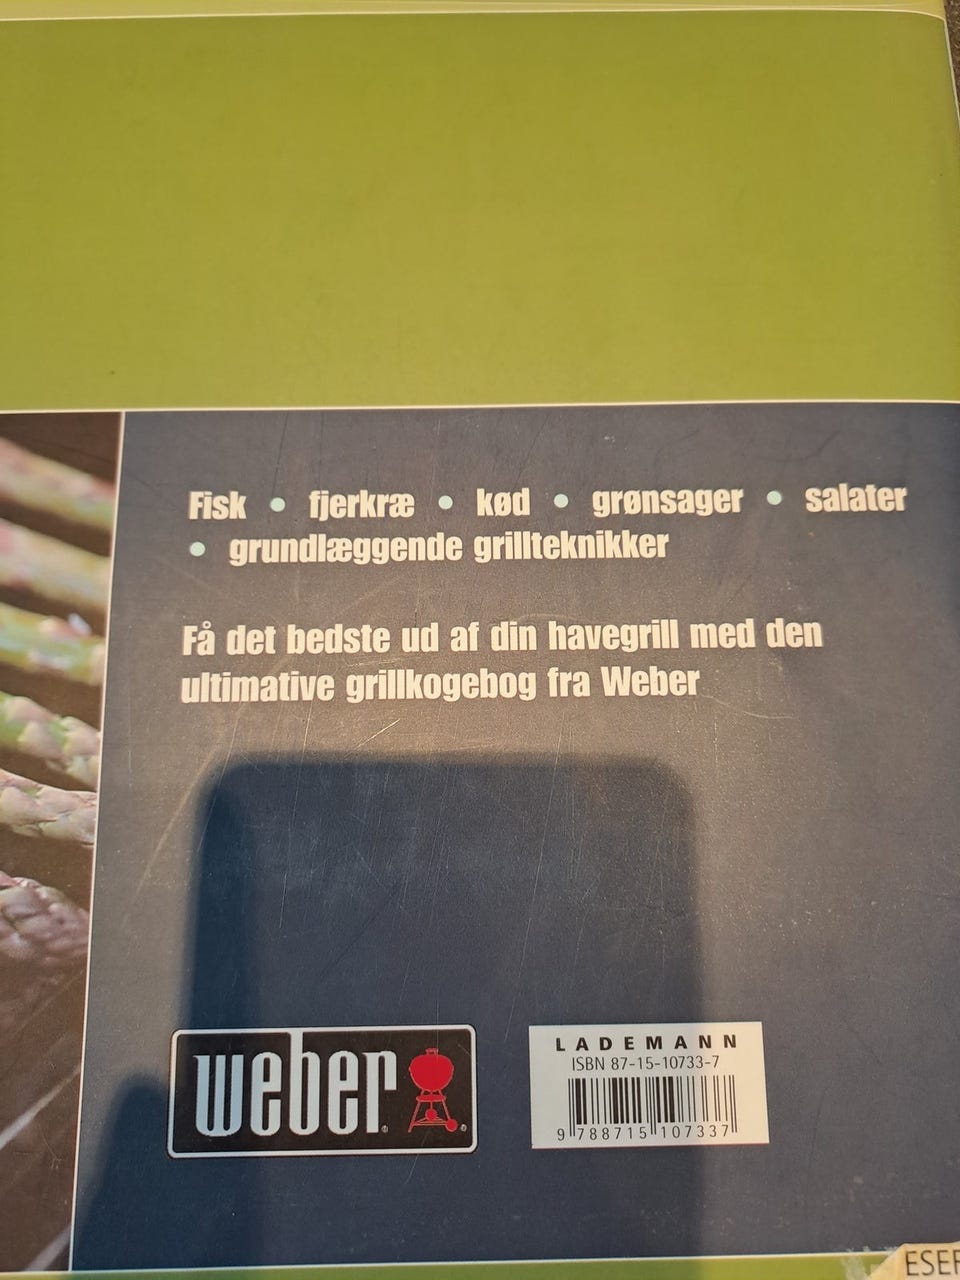 Fisk • fjerkræ • kød • grønsager • salater
• grundlæggende grillteknikker
Få det bedste ud af din havegrill med den
ultimative grillkogebog fra Weber
weber
LADEMANN
ISBN 87-15-10733-7
9 788715 107337